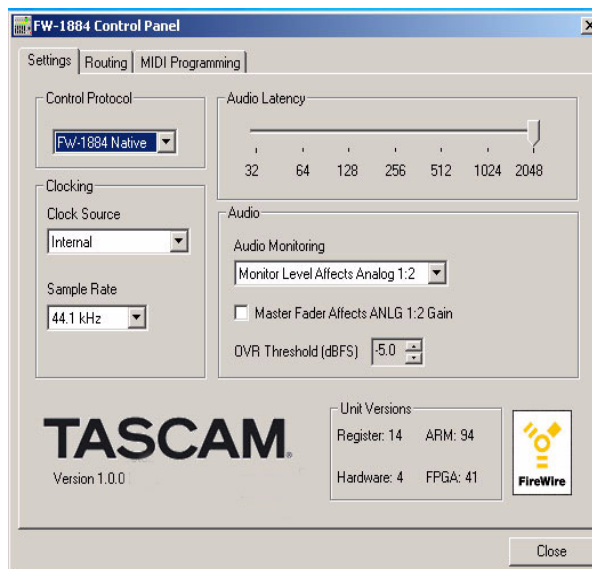 FW-1884 Control Panel
Settings
Routing
MIDI Programming
Control Protocol
FW-1884 Native
Clocking
Clock Source
Internal
Sample Rate
44.1 kHz
Audio Latency
32 64 128 256 512 1024 2048
Audio
Audio Monitoring
Monitor Level Affects Analog 1:2
Master Fader Affects ANLG 1:2 Gain
OVR Threshold (dBFS) -5.0
TASCAM
Version 1.0.0
Unit Versions
Register: 14 ARM: 94
Hardware: 4 FPGA: 41
FireWire
Close